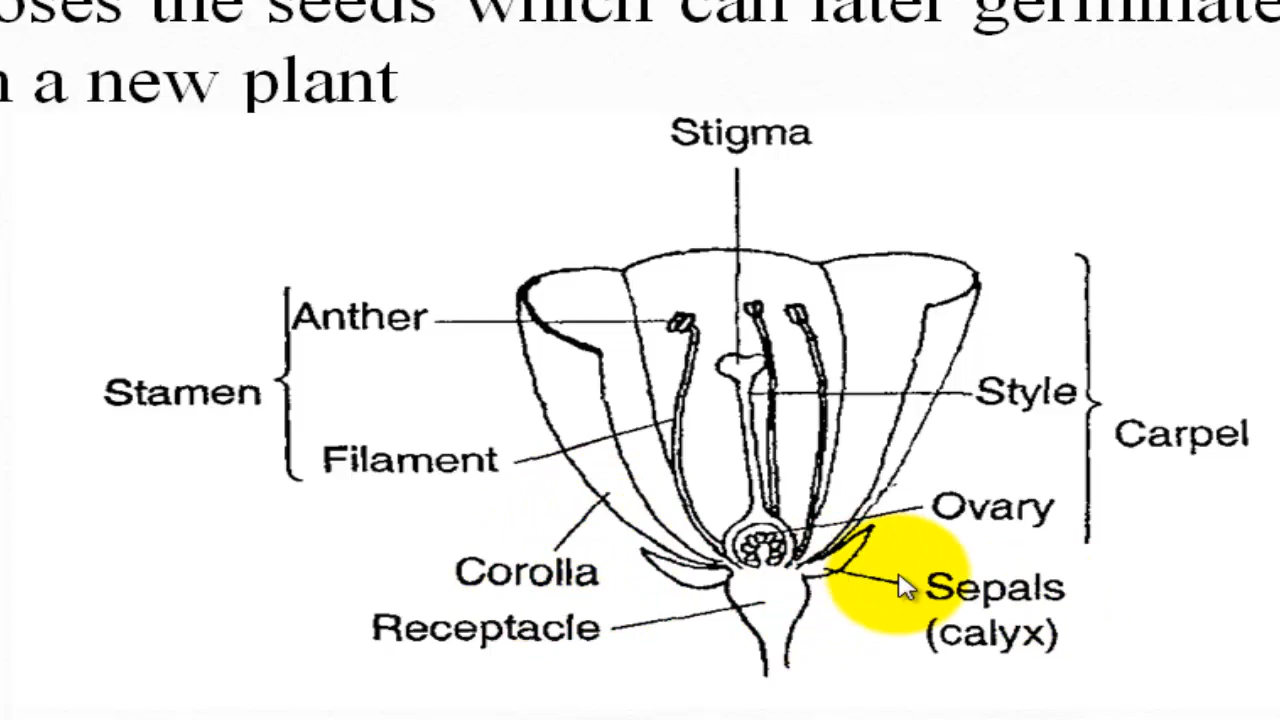 oses the seeds which can later germinate
a new plant
Stigma
Anther
Stamen
Style
Carpel
Filament
Ovary
Corolla
Sepals
(calyx)
Receptacle